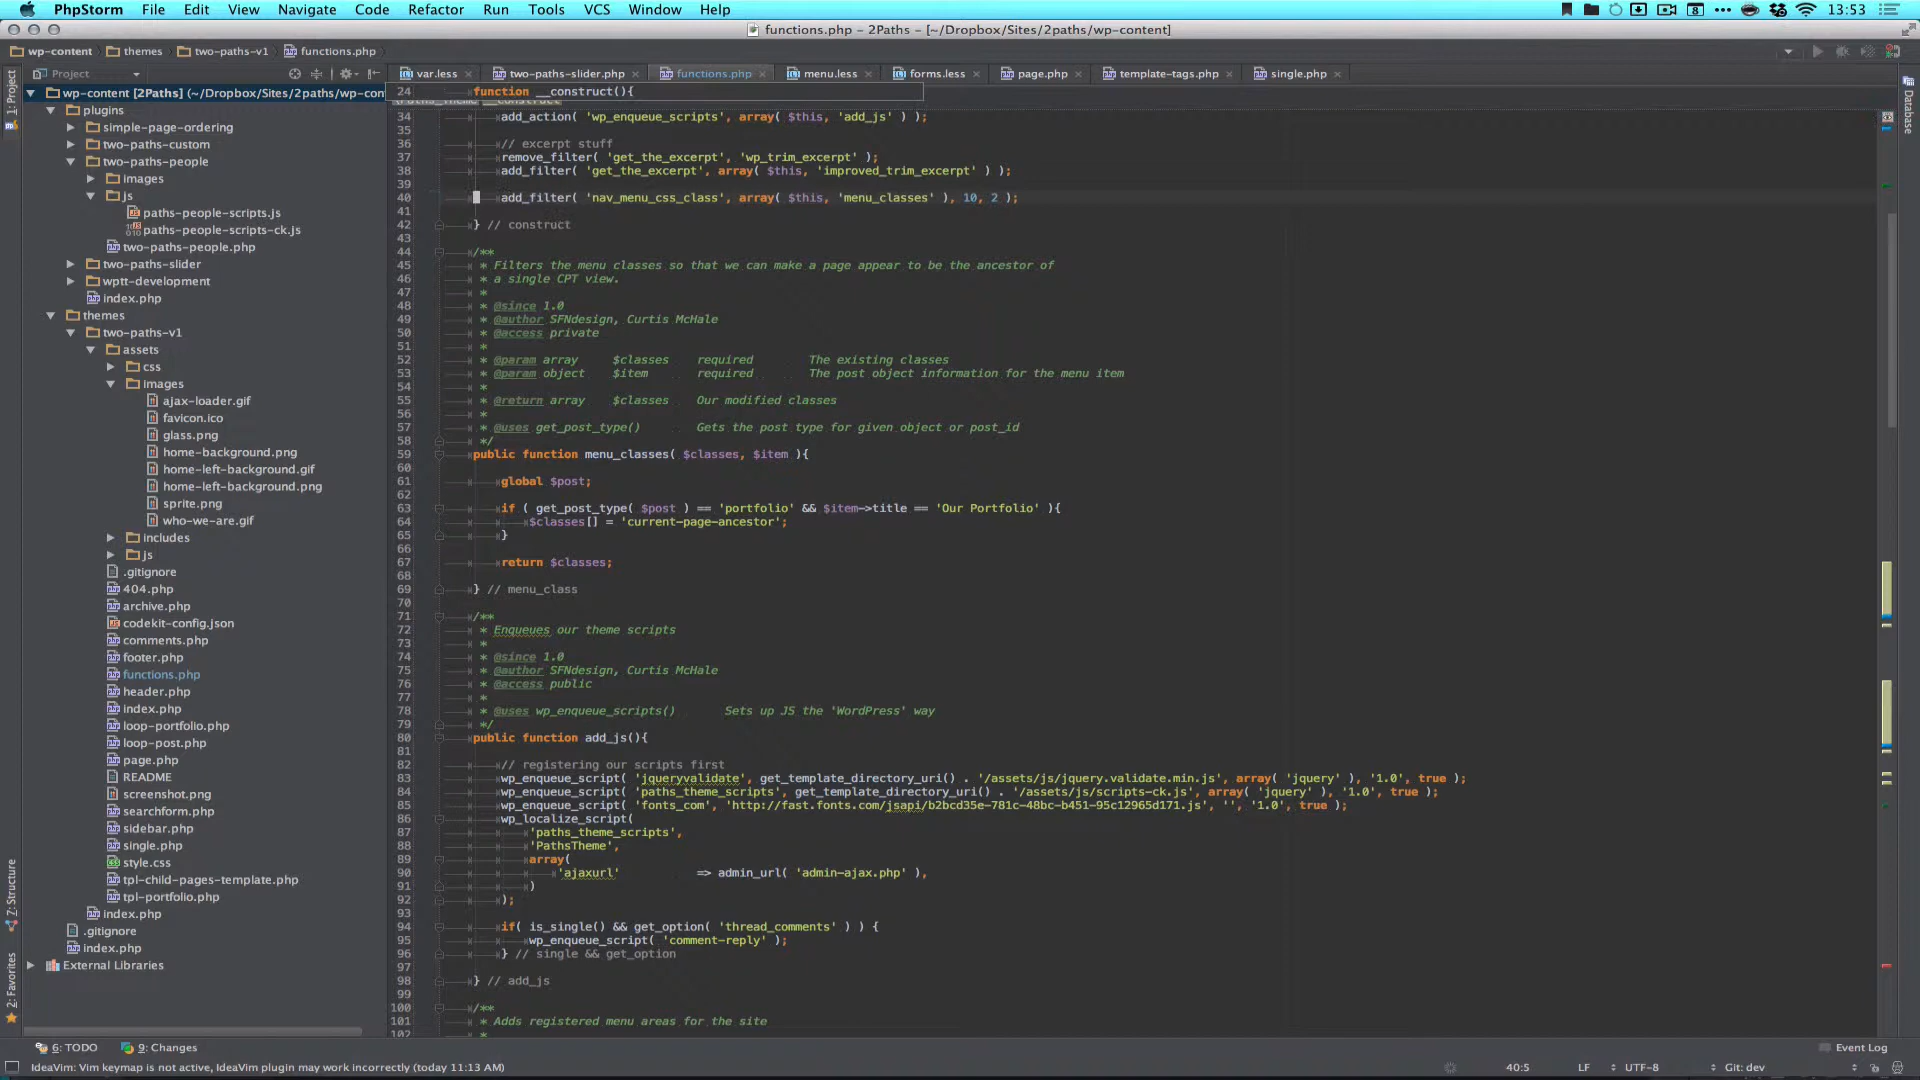 PhpStorm File Edit View Navigate Code Refactor Run Tools VCS Window Help 8 13:53
functions.php - 2Paths - [~/Dropbox/Sites/2paths/wp-content]
wp-content themes two-paths-v1 functions.php
Project
var.less two-paths-slider.php functions.php menu.less forms.less page.php template-tags.php single.php
1: Project
Database
Z: Structure
2: Favorites
wp-content [2Paths] (~/Dropbox/Sites/2paths/wp-con
plugins
simple-page-ordering
two-paths-custom
two-paths-people
images
js
paths-people-scripts.js
paths-people-scripts-ck.js
two-paths-people.php
two-paths-slider
wptt-development
index.php
themes
two-paths-v1
assets
css
images
ajax-loader.gif
favicon.ico
glass.png
home-background.png
home-left-background.gif
home-left-background.png
sprite.png
who-we-are.gif
includes
js
.gitignore
404.php
archive.php
codekit-config.json
comments.php
footer.php
functions.php
header.php
index.php
loop-portfolio.php
loop-post.php
page.php
README
screenshot.png
searchform.php
sidebar.php
single.php
style.css
tpl-child-pages-template.php
tpl-portfolio.php
index.php
.gitignore
index.php
External Libraries
24 function __construct(){
34 add_action( 'wp_enqueue_scripts', array( $this, 'add_js' ) );
35
36 // excerpt stuff
37 remove_filter( 'get_the_excerpt', 'wp_trim_excerpt' );
38 add_filter( 'get_the_excerpt', array( $this, 'improved_trim_excerpt' ) );
39
40 add_filter( 'nav_menu_css_class', array( $this, 'menu_classes' ), 10, 2 );
41
42 } // construct
43
44 /**
45 * Filters the menu classes so that we can make a page appear to be the ancestor of
46 * a single CPT view.
47 *
48 * @since 1.0
49 * @author SFNdesign, Curtis McHale
50 * @access private
51 *
52 * @param array $classes required The existing classes
53 * @param object $item required The post object information for the menu item
54 *
55 * @return array $classes Our modified classes
56 *
57 * @uses get_post_type() Gets the post type for given object or post_id
58 */
59 public function menu_classes( $classes, $item ){
60
61 global $post;
62
63 if ( get_post_type( $post ) == 'portfolio' && $item->title == 'Our Portfolio' ){
64 $classes[] = 'current-page-ancestor';
65 }
66
67 return $classes;
68
69 } // menu_class
70
71 /**
72 * Enqueues our theme scripts
73 *
74 * @since 1.0
75 * @author SFNdesign, Curtis McHale
76 * @access public
77 *
78 * @uses wp_enqueue_scripts() Sets up JS the 'WordPress' way
79 */
80 public function add_js(){
81
82 // registering our scripts first
83 wp_enqueue_script( 'jqueryvalidate', get_template_directory_uri() . '/assets/js/jquery.validate.min.js', array( 'jquery' ), '1.0', true );
84 wp_enqueue_script( 'paths_theme_scripts', get_template_directory_uri() . '/assets/js/scripts-ck.js', array( 'jquery' ), '1.0', true );
85 wp_enqueue_script( 'fonts_com', 'http://fast.fonts.com/jsapi/b2bcd35e-781c-48bc-b451-95c12965d171.js', '', '1.0', true );
86 wp_localize_script(
87 'paths_theme_scripts',
88 'PathsTheme',
89 array(
90 'ajaxurl' => admin_url( 'admin-ajax.php' ),
91 )
92 );
93
94 if( is_single() && get_option( 'thread_comments' ) ) {
95 wp_enqueue_script( 'comment-reply' );
96 } // single && get_option
97
98 } // add_js
99
100 /**
101 * Adds registered menu areas for the site
102 *
6: TODO 9: Changes Event Log
IdeaVim: Vim keymap is not active, IdeaVim plugin may work incorrectly (today 11:13 AM) 40:5 LF UTF-8 Git: dev